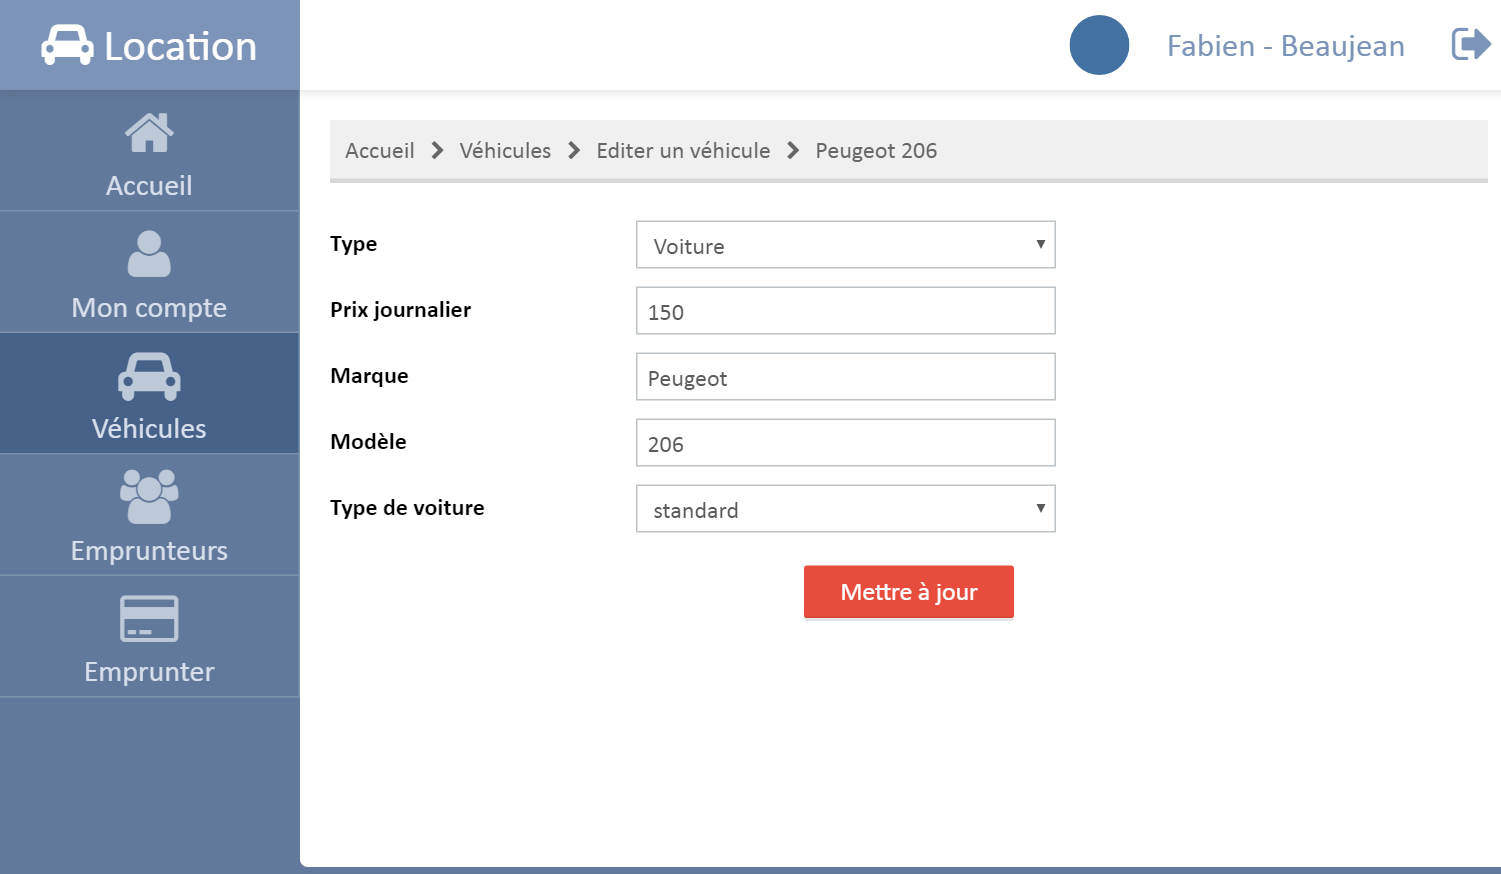 Location
Fabien - Beaujean
Accueil
Mon compte
Véhicules
Emprunteurs
Emprunter
Accueil Véhicules Editer un véhicule Peugeot 206
Type Voiture
Prix journalier 150
Marque Peugeot
Modèle 206
Type de voiture standard
Mettre à jour